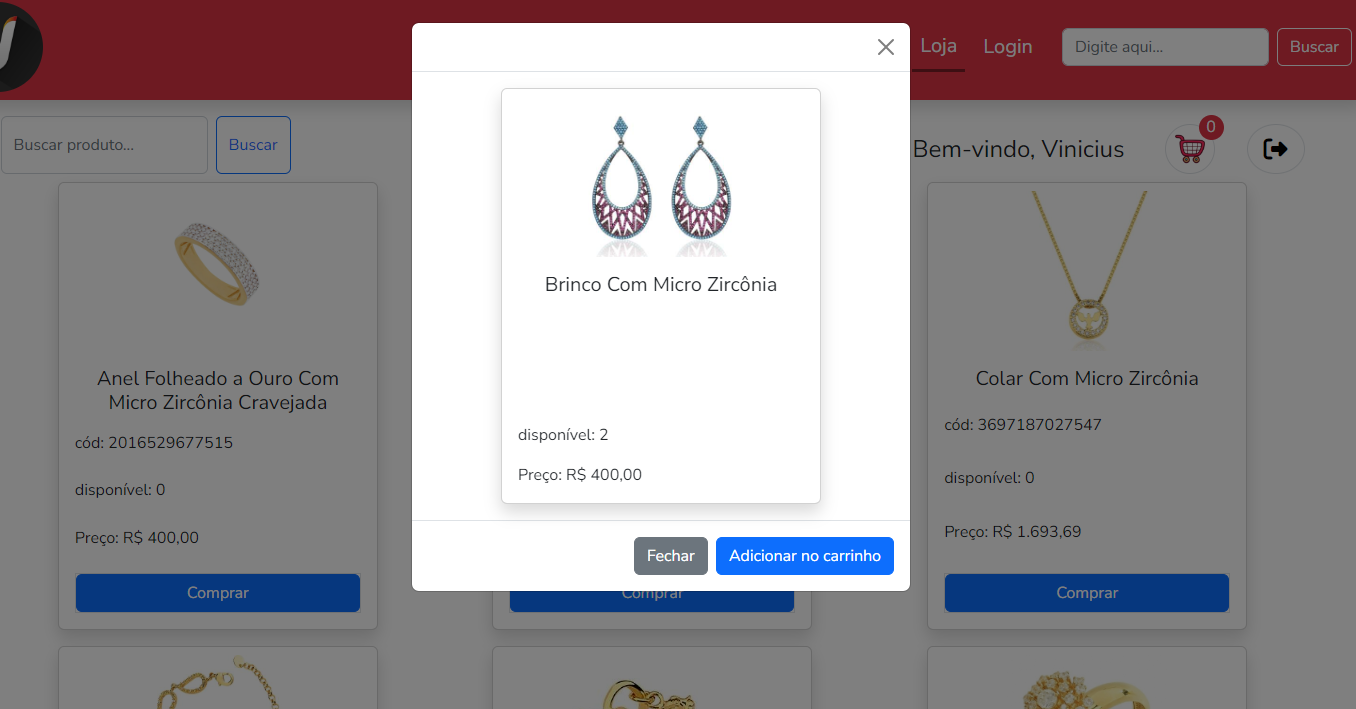 Loja
Login
Digite aqui...
Buscar
Buscar produto...
Buscar
Bem-vindo, Vinicius
0
Brinco Com Micro Zircônia
disponível: 2
Preço: R$ 400,00
Fechar
Adicionar no carrinho
Anel Folheado a Ouro Com
Micro Zircônia Cravejada
cód: 2016529677515
disponível: 0
Preço: R$ 400,00
Comprar
Comprar
Colar Com Micro Zircônia
cód: 3697187027547
disponível: 0
Preço: R$ 1.693,69
Comprar